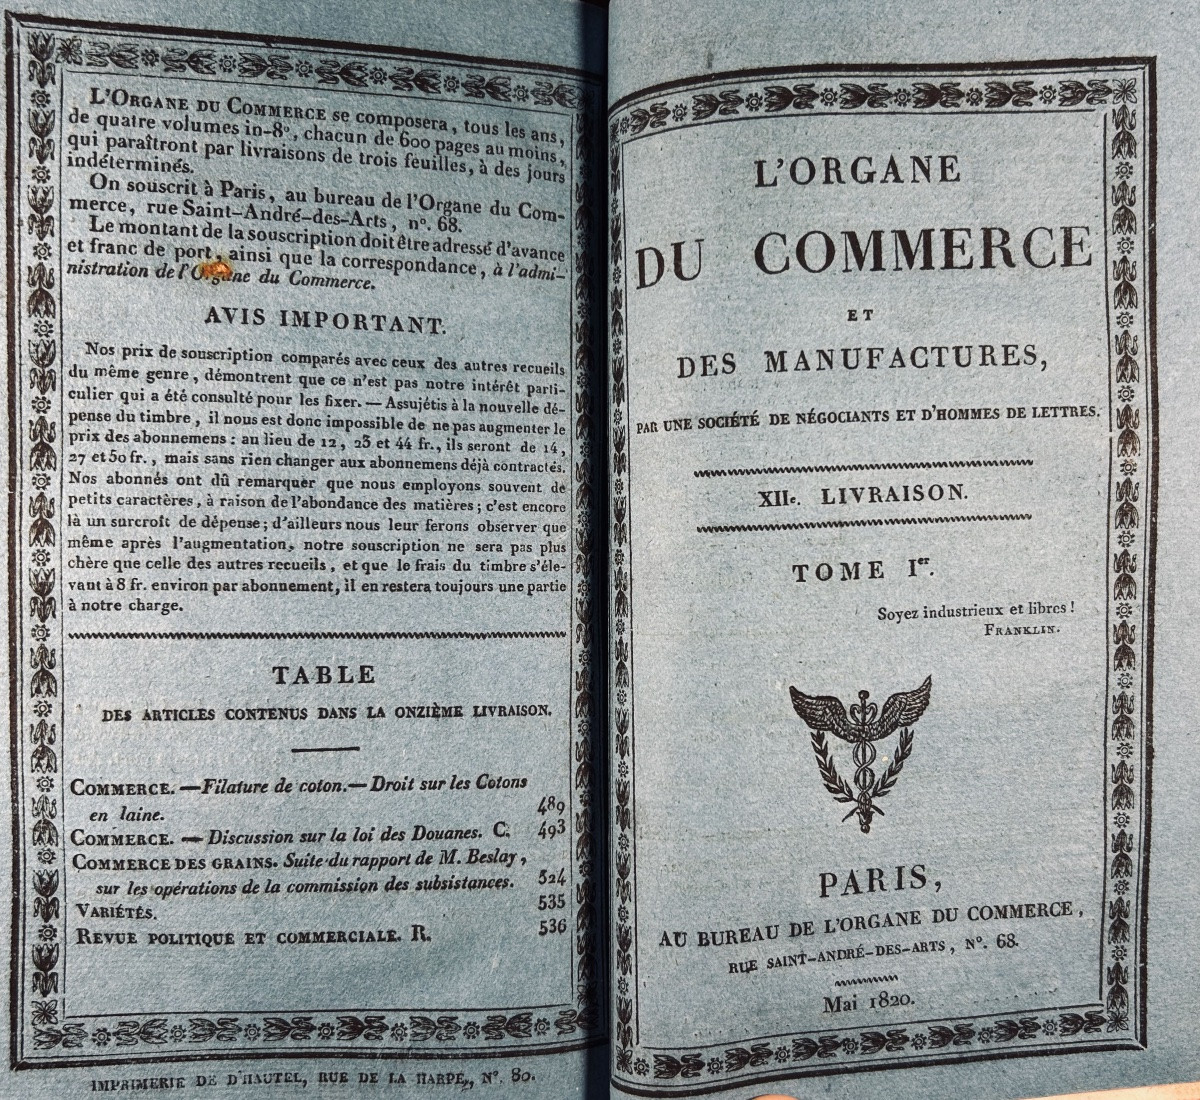 L'ORGANE DU COMMERCE se composera, tous les ans,
de quatre volumes in-8°, chacun de 600 pages au moins,
qui paraîtront par livraisons de trois feuilles, à des jours
indéterminés.
On souscrit à Paris, au bureau de l'Organe du Com-
merce, rue Saint-André-des-Arts, n°. 68.
Le montant de la souscription doit être adressé d'avance
et franc de port, ainsi que la correspondance, à l'admi-
nistration de l'Organe du Commerce.
AVIS IMPORTANT.
Nos prix de souscription comparés avec ceux des autres recueils
du même genre, démontrent que ce n'est pas notre intérêt parti-
culier qui a été consulté pour les fixer. — Assujétis à la nouvelle dé-
pense du timbre, il nous est donc impossible de ne pas augmenter le
prix des abonnemens : au lieu de 12, 23 et 44 fr., ils seront de 14,
27 et 50 fr., mais sans rien changer aux abonnemens déjà contractés.
Nos abonnés ont dû remarquer que nous employons souvent de
petits caractères, à raison de l'abondance des matières ; c'est encore
là un surcroît de dépense ; d'ailleurs nous leur ferons observer que
même après l'augmentation, notre souscription ne sera pas plus
chère que celle des autres recueils, et que le frais du timbre s'éle-
vant à 8 fr. environ par abonnement, il en restera toujours une partie
à notre charge.
TABLE
DES ARTICLES CONTENUS DANS LA ONZIÈME LIVRAISON.
COMMERCE. — Filature de coton. — Droit sur les Cotons
en laine. 489
COMMERCE. — Discussion sur la loi des Douanes. C. 493
COMMERCE DES GRAINS. Suite du rapport de M. Beslay,
sur les opérations de la commission des subsistances. 524
VARIÉTÉS. 535
REVUE POLITIQUE ET COMMERCIALE. R. 536
IMPRIMERIE DE D'HAUTEL, RUE DE LA HARPE, N°. 80.
L'ORGANE
DU COMMERCE
ET
DES MANUFACTURES,
PAR UNE SOCIÉTÉ DE NÉGOCIANTS ET D'HOMMES DE LETTRES.
XIIe. LIVRAISON.
TOME Ier.
Soyez industrieux et libres !
FRANKLIN.
PARIS,
AU BUREAU DE L'ORGANE DU COMMERCE,
RUE SAINT-ANDRÉ-DES-ARTS, N°. 68.
Mai 1820.